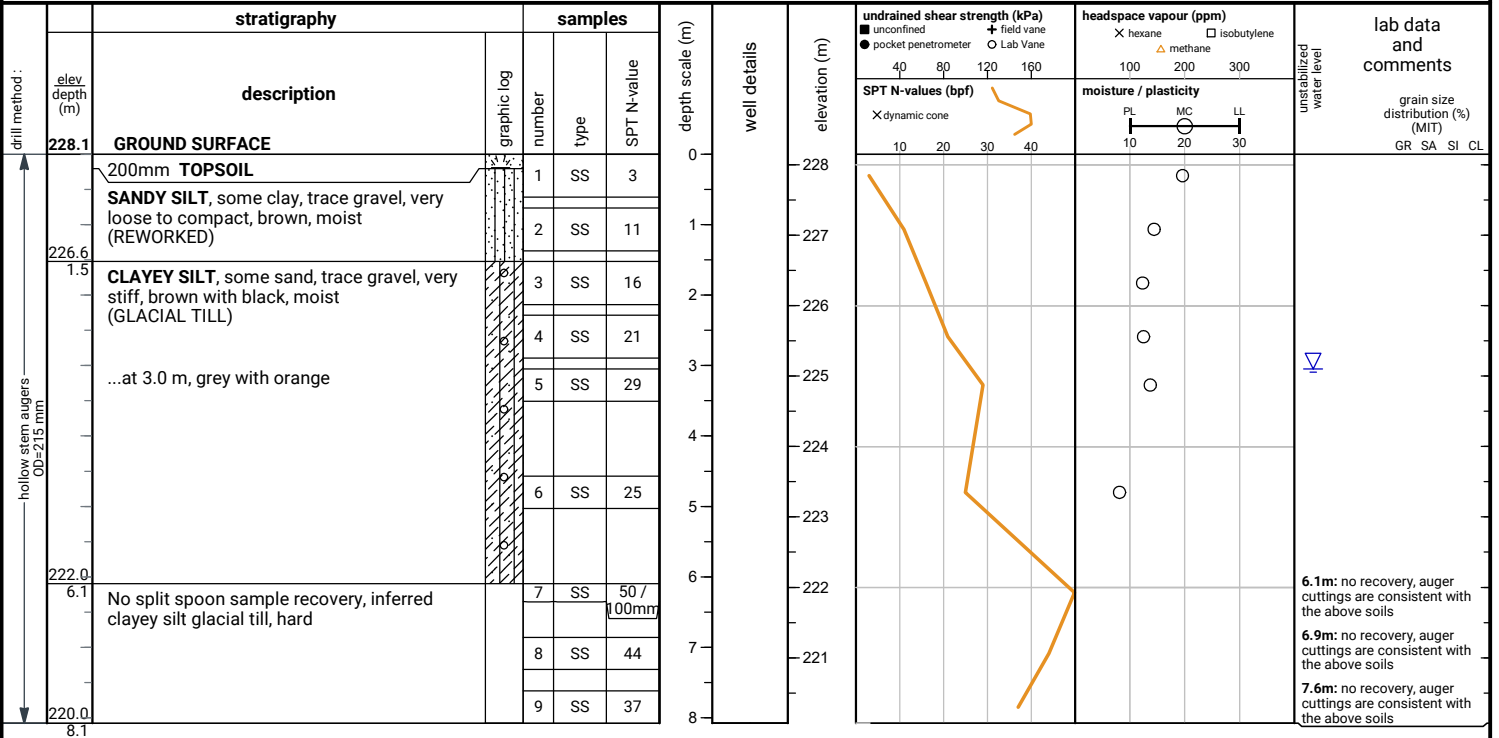 stratigraphy
samples
drill method :
elev
depth
(m)
description
graphic log
number
type
SPT N-value
depth scale (m)
well details
elevation (m)
undrained shear strength (kPa)
unconfined
field vane
pocket penetrometer
Lab Vane
40 80 120 160
SPT N-values (bpf)
dynamic cone
10 20 30 40
headspace vapour (ppm)
hexane
isobutylene
methane
100 200 300
moisture / plasticity
PL MC LL
10 20 30
unstabilized
water level
lab data
and
comments
grain size
distribution (%)
(MIT)
GR SA SI CL
228.1 GROUND SURFACE
hollow stem augers
OD=215 mm
200mm TOPSOIL
SANDY SILT, some clay, trace gravel, very
loose to compact, brown, moist
(REWORKED)
226.6
1.5
CLAYEY SILT, some sand, trace gravel, very
stiff, brown with black, moist
(GLACIAL TILL)
...at 3.0 m, grey with orange
222.0
6.1
No split spoon sample recovery, inferred
clayey silt glacial till, hard
220.0
8.1
1 SS 3
2 SS 11
3 SS 16
4 SS 21
5 SS 29
6 SS 25
7 SS 50 /
100mm
8 SS 44
9 SS 37
0
1
2
3
4
5
6
7
8
228
227
226
225
224
223
222
221
6.1m: no recovery, auger
cuttings are consistent with
the above soils
6.9m: no recovery, auger
cuttings are consistent with
the above soils
7.6m: no recovery, auger
cuttings are consistent with
the above soils